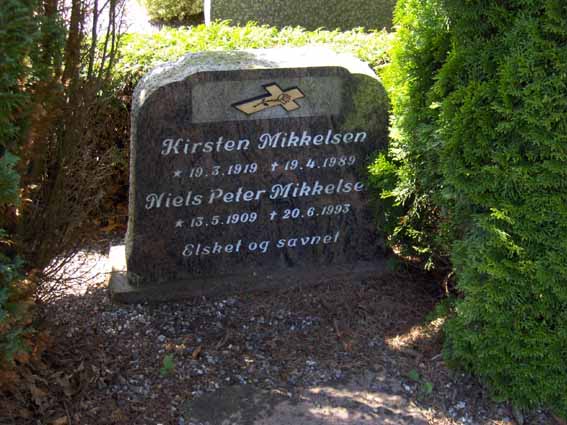 Kirsten Mikkelsen
* 19.3.1919 † 19.4.1989
Niels Peter Mikkelse
* 13.5.1909 † 20.6.1993
Elsket og savnet